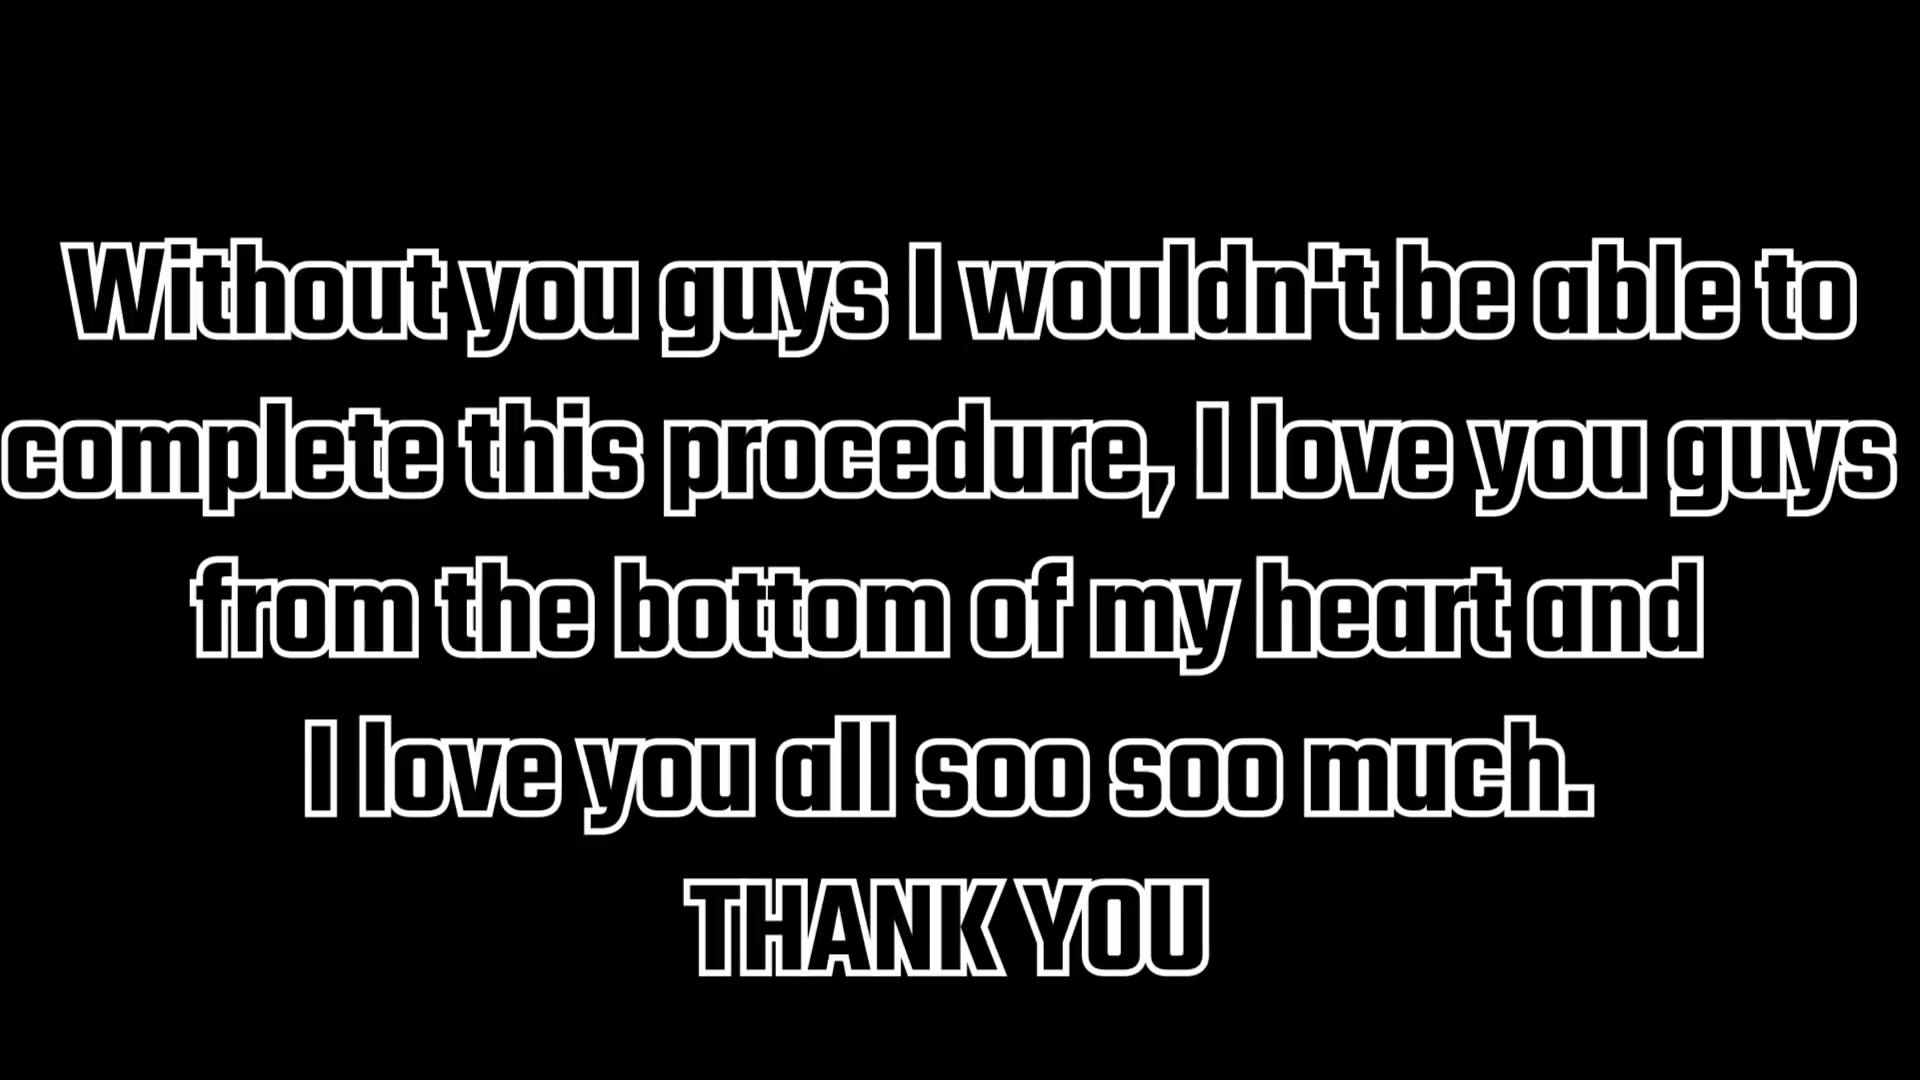 Without you guys I wouldn't be able to
complete this procedure, I love you guys
from the bottom of my heart and
I love you all soo soo much.
THANK YOU